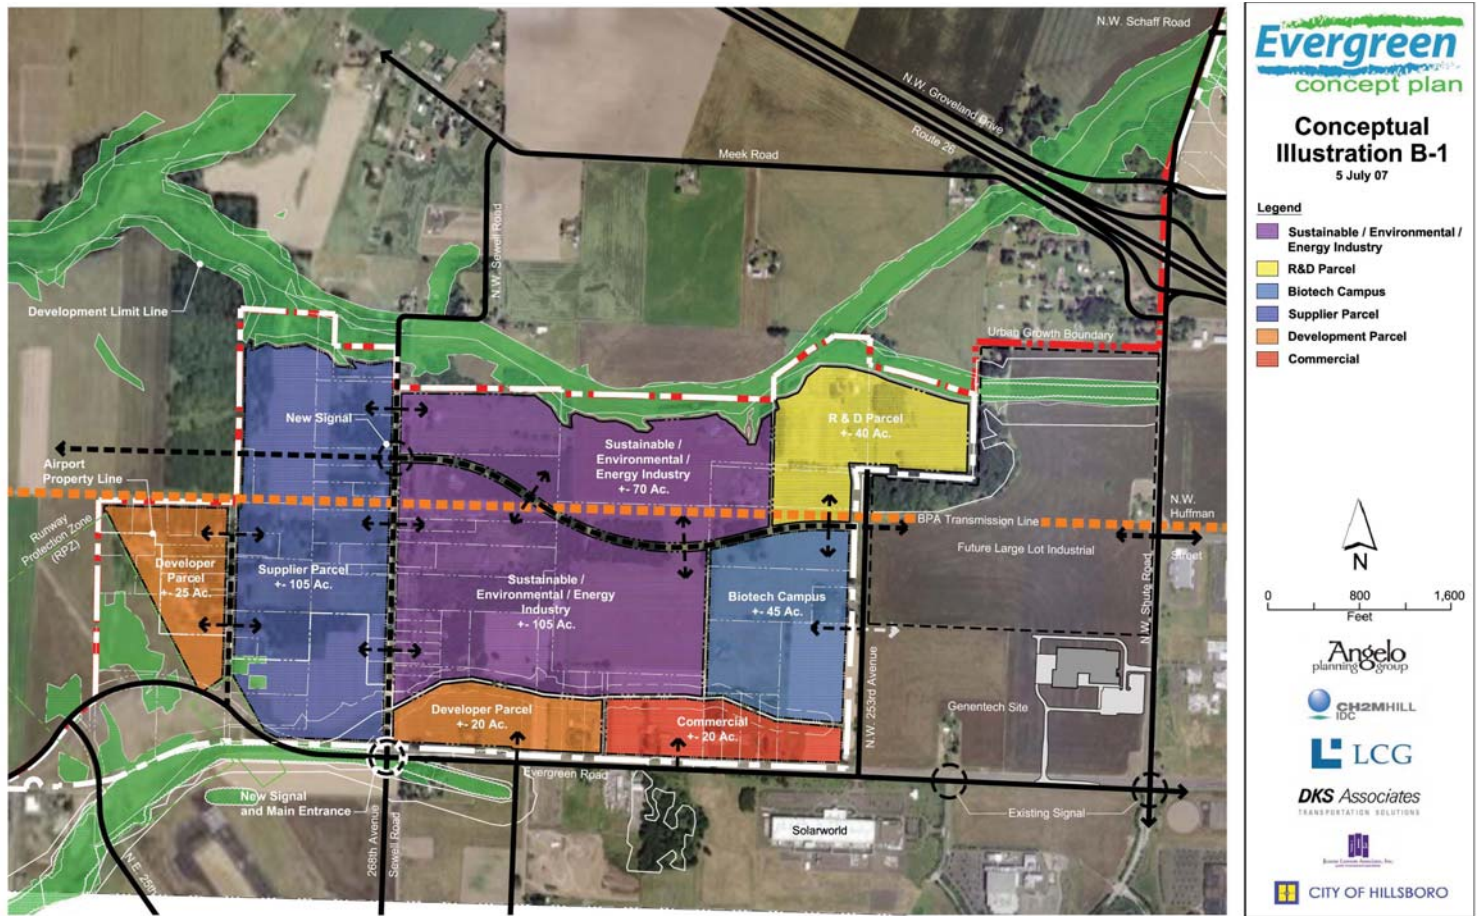 N.W. Schaff Road
N.W. Groveland Drive
Route 26
Meek Road
N.W. Sewell Road
Development Limit Line
Urban Growth Boundary
New Signal
R & D Parcel
+- 40 Ac.
Sustainable /
Environmental /
Energy Industry
+- 70 Ac.
Airport
Property Line
Runway
Protection Zone
(RPZ)
N.W.
Huffman
Street
BPA Transmission Line
Future Large Lot Industrial
Developer
Parcel
+- 25 Ac.
Supplier Parcel
+- 105 Ac.
Sustainable /
Environmental / Energy
Industry
+- 105 Ac.
Biotech Campus
+- 45 Ac.
N.W. Shute Road
N.W. 253rd Avenue
Genentech Site
Developer Parcel
+- 20 Ac.
Commercial
+- 20 Ac.
Evergreen Road
New Signal
and Main Entrance
268th Avenue
Sewell Road
N.E. 25th
Solarworld
Existing Signal
Evergreen
concept plan
Conceptual
Illustration B-1
5 July 07
Legend
Sustainable / Environmental /
Energy Industry
R&D Parcel
Biotech Campus
Supplier Parcel
Development Parcel
Commercial
N
0 800 1,600
Feet
Angelo
planning group
CH2MHILL
IDC
LCG
DKS Associates
TRANSPORTATION SOLUTIONS
CITY OF HILLSBORO